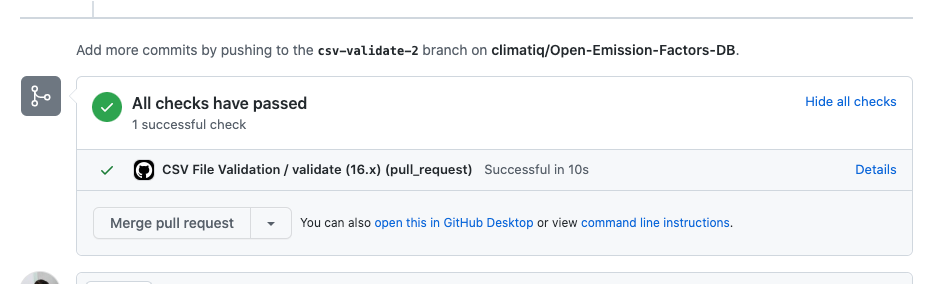 Add more commits by pushing to the csv-validate-2 branch on climatiq/Open-Emission-Factors-DB.
All checks have passed
Hide all checks
1 successful check
CSV File Validation / validate (16.x) (pull_request) Successful in 10s
Details
Merge pull request
You can also open this in GitHub Desktop or view command line instructions.